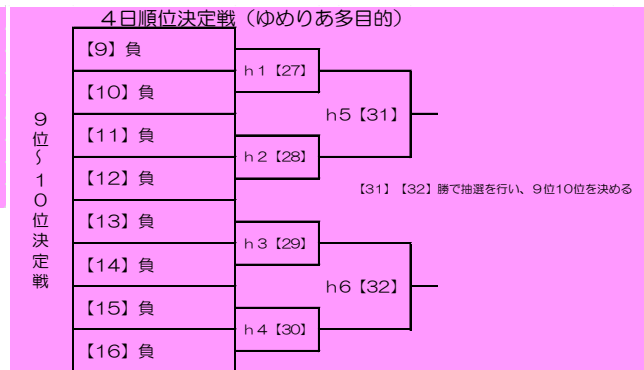 ４日順位決定戦（ゆめりあ多目的）
【９】負
ｈ１【27】
【１０】負
ｈ５【31】
【１１】負
ｈ２【28】
【１２】負
【31】【32】勝で抽選を行い、９位10位を決める
９位～１０位決定戦
【１３】負
ｈ３【29】
【１４】負
ｈ６【32】
【１５】負
ｈ４【30】
【１６】負